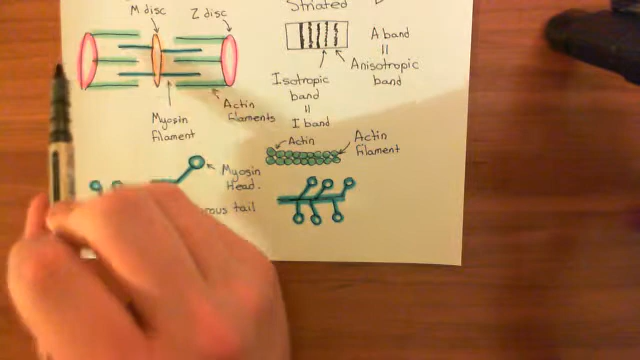 M disc
Z disc
Striated
A band
=
Anisotropic
band
Isotropic
band
=
I band
Actin
filaments
Myosin
Filament
Actin
Actin
Filament
Myosin
Head.
tail